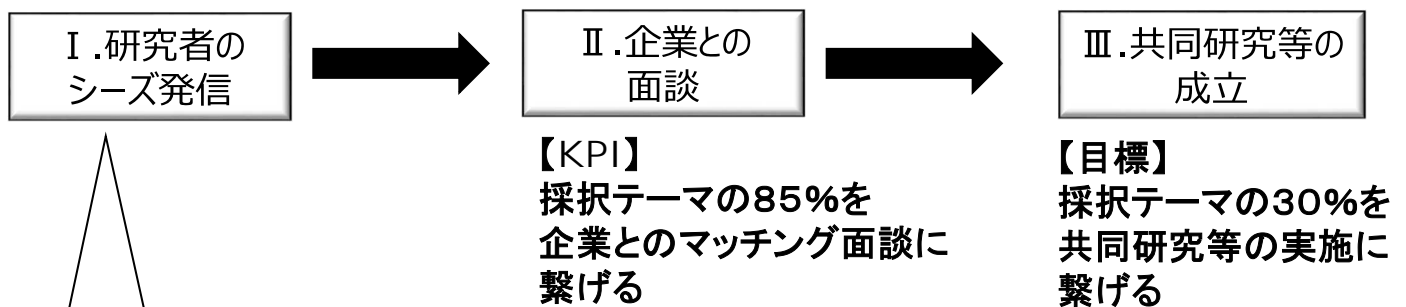 Ⅰ.研究者の
シーズ発信
Ⅱ.企業との
面談
【KPI】
採択テーマの85%を
企業とのマッチング面談に
繋げる
Ⅲ.共同研究等の
成立
【目標】
採択テーマの30%を
共同研究等の実施に
繋げる